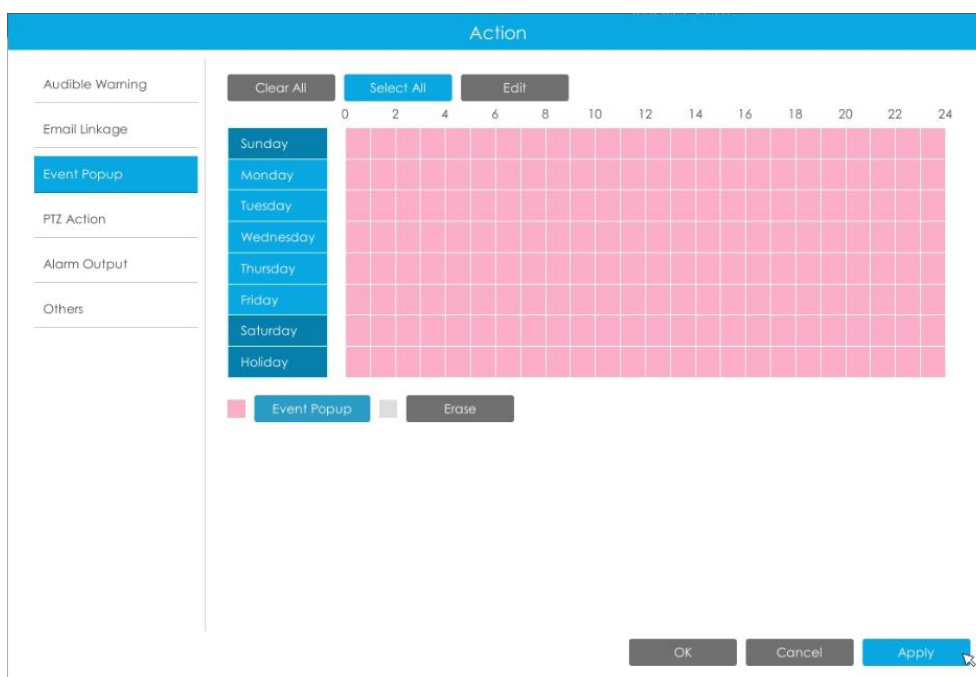 Action
Audible Warning
Email Linkage
Event Popup
PTZ Action
Alarm Output
Others
Clear All Select All Edit
0 2 4 6 8 10 12 14 16 18 20 22 24
Sunday
Monday
Tuesday
Wednesday
Thursday
Friday
Saturday
Holiday
Event Popup Erase
OK Cancel Apply